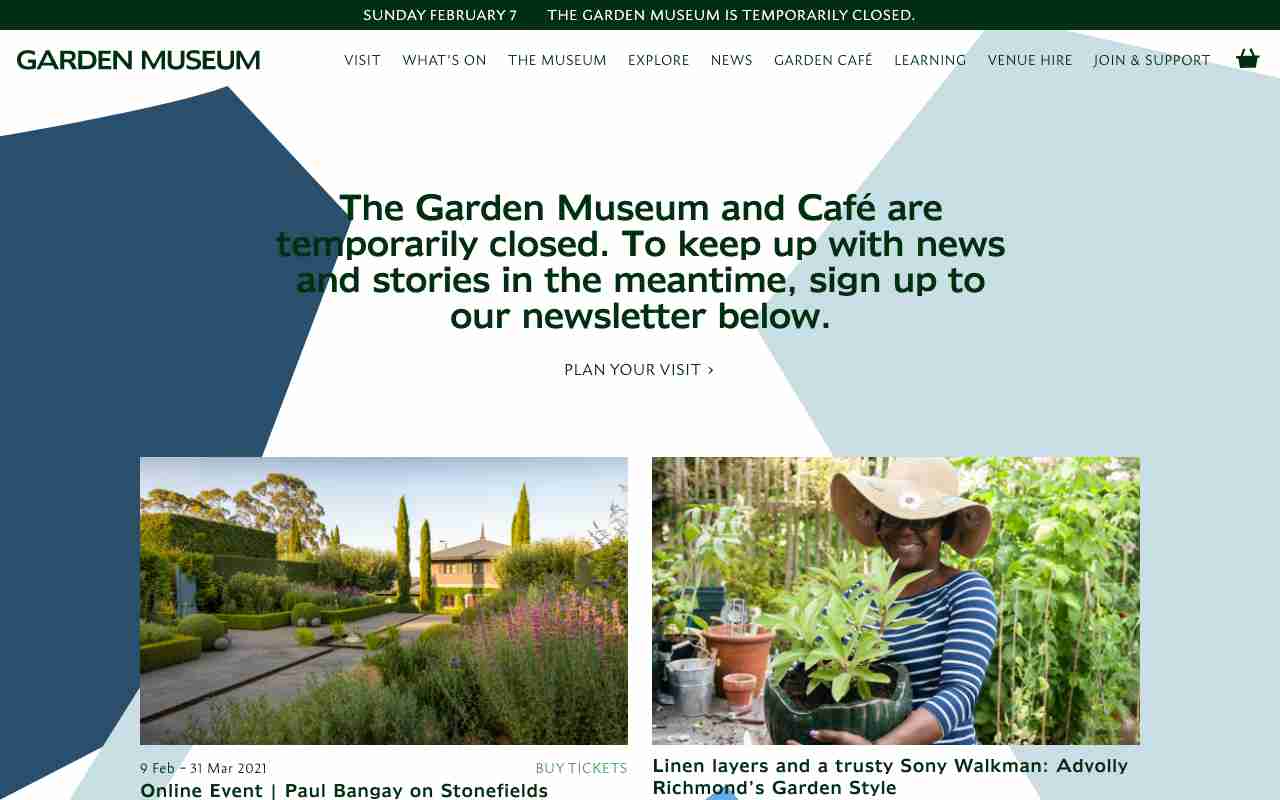 SUNDAY FEBRUARY 7 THE GARDEN MUSEUM IS TEMPORARILY CLOSED.
GARDEN MUSEUM VISIT WHAT'S ON THE MUSEUM EXPLORE NEWS GARDEN CAFÉ LEARNING VENUE HIRE JOIN & SUPPORT
The Garden Museum and Café are
temporarily closed. To keep up with news
and stories in the meantime, sign up to
our newsletter below.
PLAN YOUR VISIT ›
9 Feb – 31 Mar 2021 BUY TICKETS
Online Event | Paul Bangay on Stonefields
Linen layers and a trusty Sony Walkman: Advolly
Richmond's Garden Style